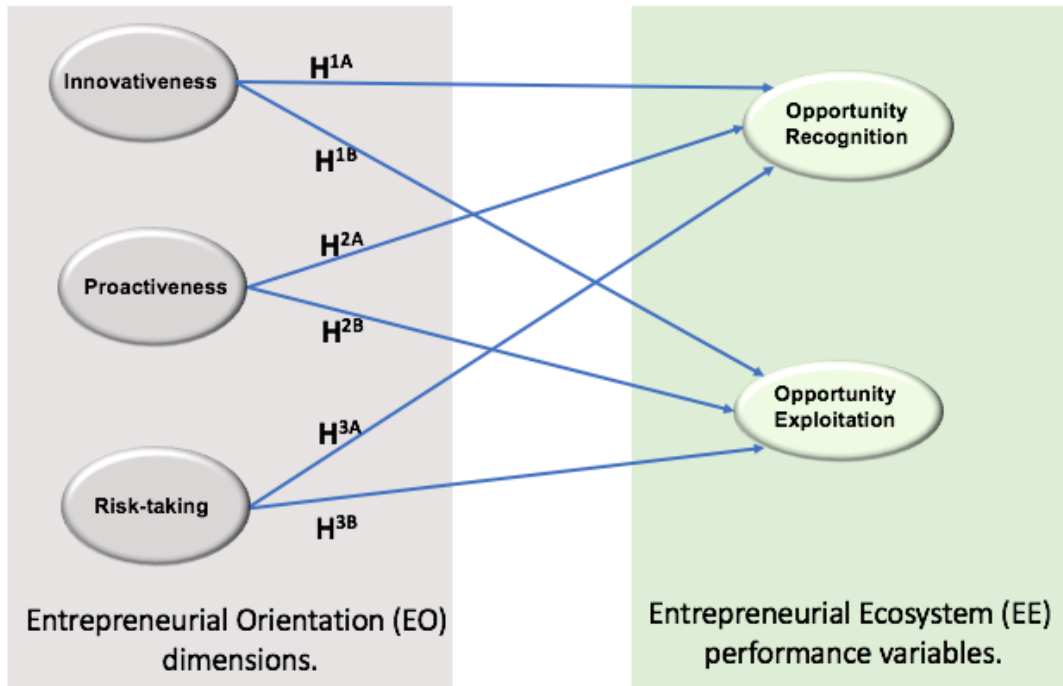 Innovativeness
H1A
Opportunity
Recognition
H1B
H2A
Proactiveness
H2B
Opportunity
Exploitation
H3A
Risk-taking
H3B
Entrepreneurial Orientation (EO)
dimensions.
Entrepreneurial Ecosystem (EE)
performance variables.